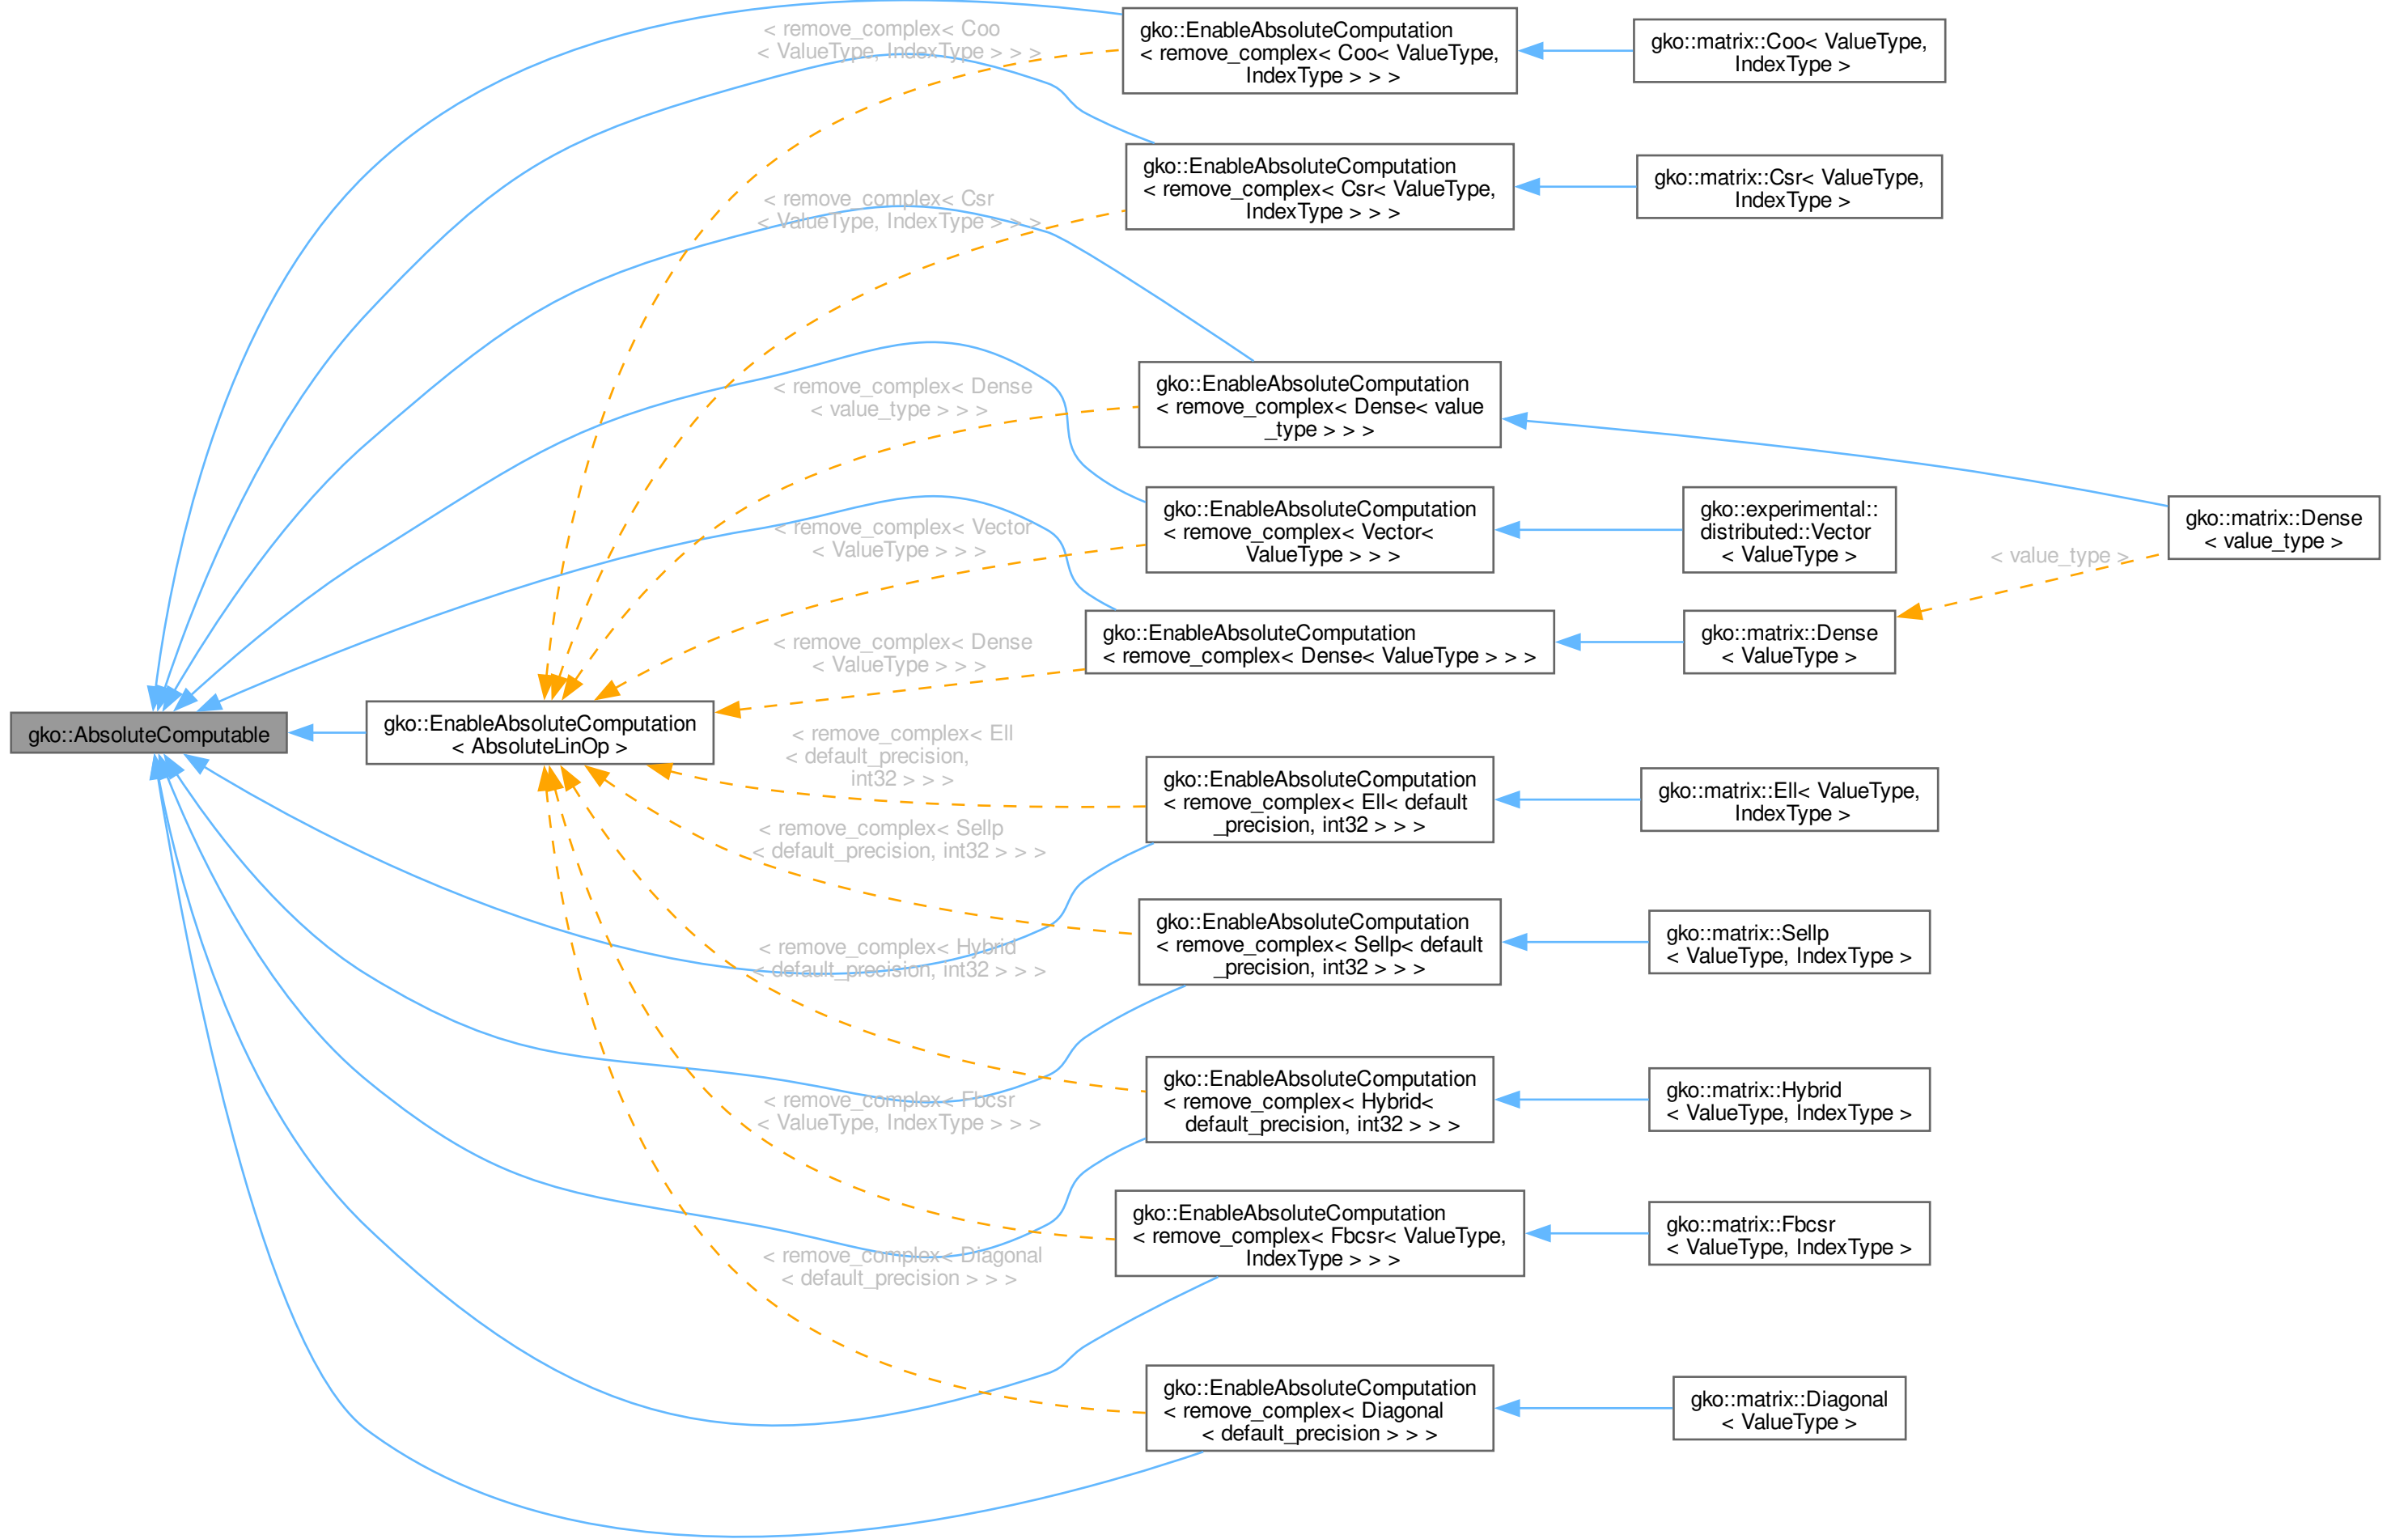 gko::AbsoluteComputable
gko::EnableAbsoluteComputation
< AbsoluteLinOp >
< remove_complex< Coo
< ValueType, IndexType > > >
< remove_complex< Csr
< ValueType, IndexType > > >
< remove_complex< Dense
< value_type > > >
< remove_complex< Vector
< ValueType > > >
< remove_complex< Dense
< ValueType > > >
< remove_complex< Ell
< default_precision,
int32 > > >
< remove_complex< Sellp
< default_precision, int32 > > >
< remove_complex< Hybrid
< default_precision, int32 > > >
< remove_complex< Fbcsr
< ValueType, IndexType > > >
< remove_complex< Diagonal
< default_precision > > >
gko::EnableAbsoluteComputation
< remove_complex< Coo< ValueType,
IndexType > > >
gko::EnableAbsoluteComputation
< remove_complex< Csr< ValueType,
IndexType > > >
gko::EnableAbsoluteComputation
< remove_complex< Dense< value
_type > > >
gko::EnableAbsoluteComputation
< remove_complex< Vector<
ValueType > > >
gko::EnableAbsoluteComputation
< remove_complex< Dense< ValueType > > >
gko::EnableAbsoluteComputation
< remove_complex< Ell< default
_precision, int32 > > >
gko::EnableAbsoluteComputation
< remove_complex< Sellp< default
_precision, int32 > > >
gko::EnableAbsoluteComputation
< remove_complex< Hybrid<
default_precision, int32 > > >
gko::EnableAbsoluteComputation
< remove_complex< Fbcsr< ValueType,
IndexType > > >
gko::EnableAbsoluteComputation
< remove_complex< Diagonal
< default_precision > > >
gko::matrix::Coo< ValueType,
IndexType >
gko::matrix::Csr< ValueType,
IndexType >
gko::experimental::
distributed::Vector
< ValueType >
gko::matrix::Dense
< ValueType >
gko::matrix::Ell< ValueType,
IndexType >
gko::matrix::Sellp
< ValueType, IndexType >
gko::matrix::Hybrid
< ValueType, IndexType >
gko::matrix::Fbcsr
< ValueType, IndexType >
gko::matrix::Diagonal
< ValueType >
< value_type >
gko::matrix::Dense
< value_type >